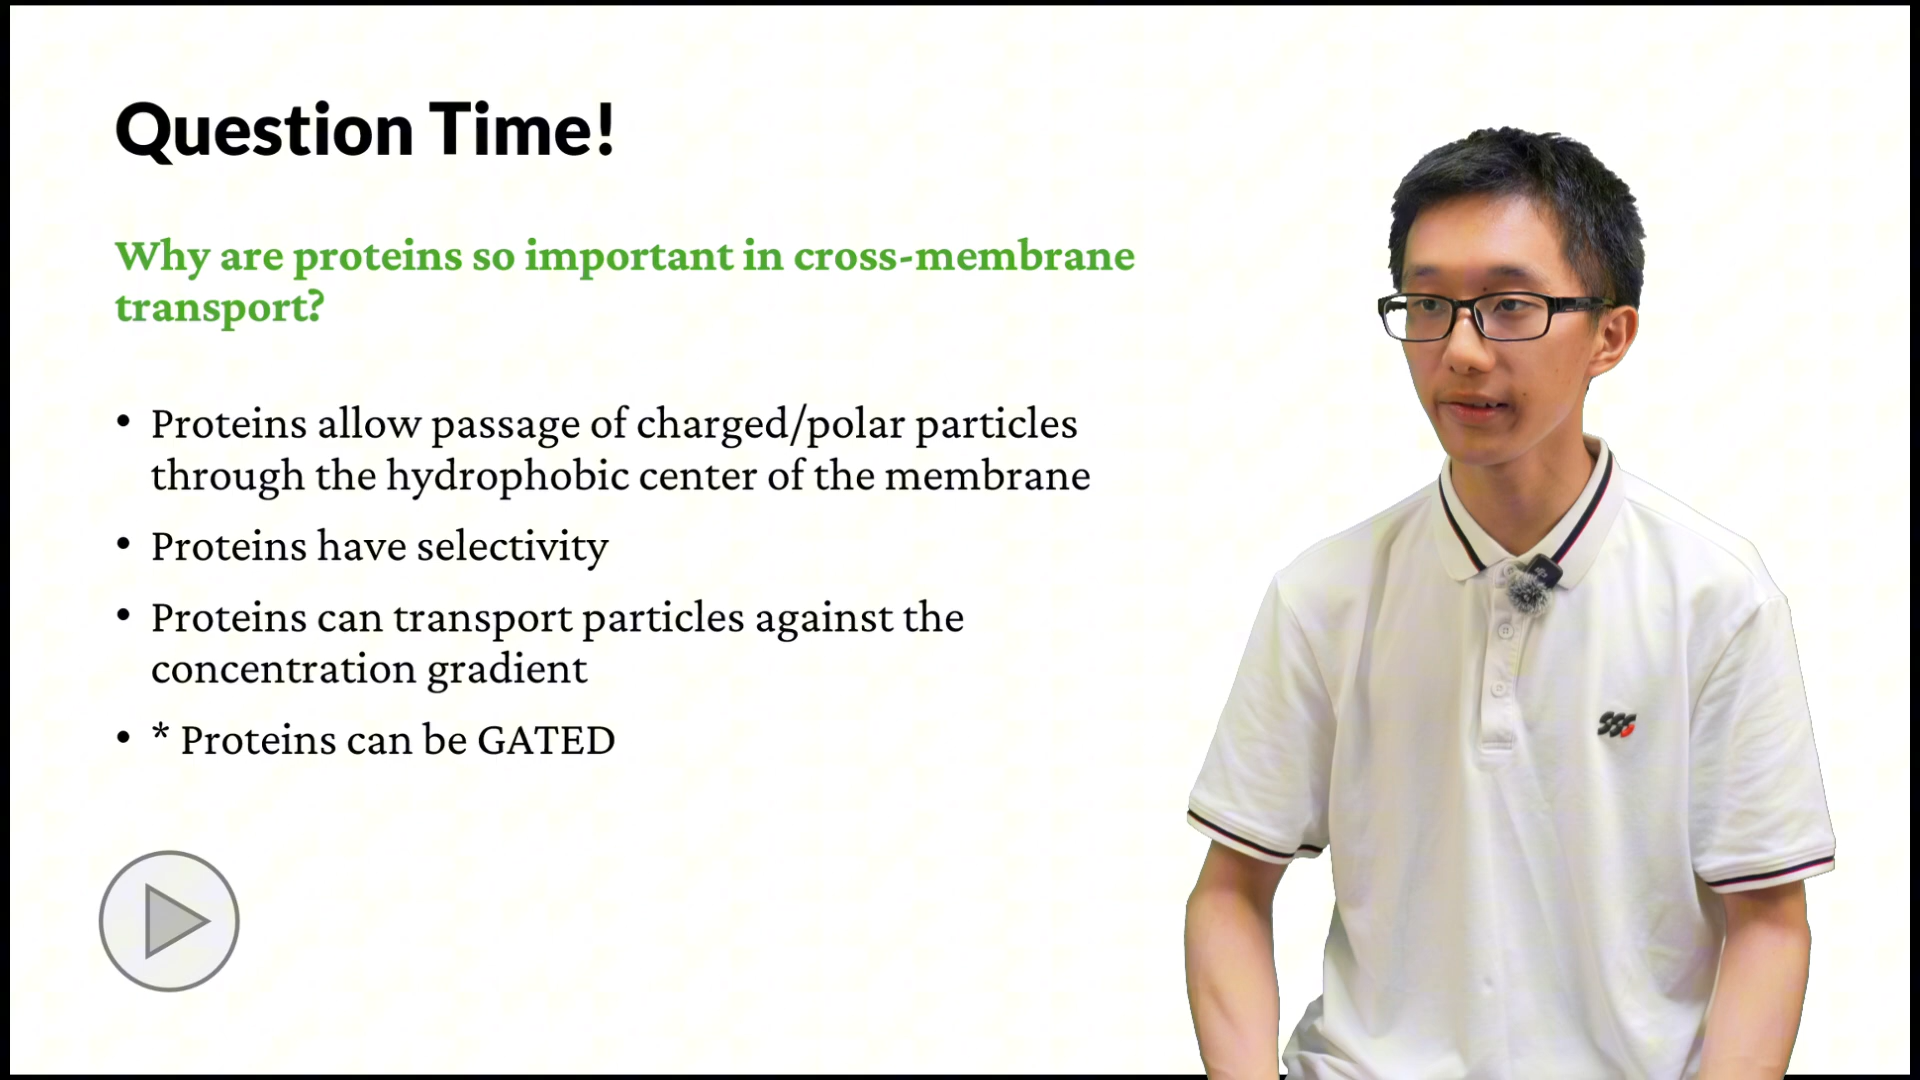 Question Time!
Why are proteins so important in cross-membrane
transport?
• Proteins allow passage of charged/polar particles
through the hydrophobic center of the membrane
• Proteins have selectivity
• Proteins can transport particles against the
concentration gradient
• * Proteins can be GATED